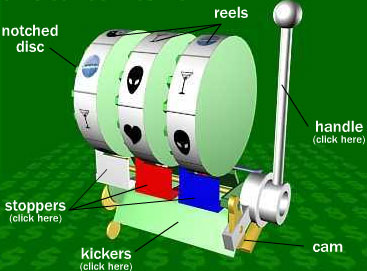 reels
notched
disc
handle
(click here)
stoppers
(click here)
cam
kickers
(click here)